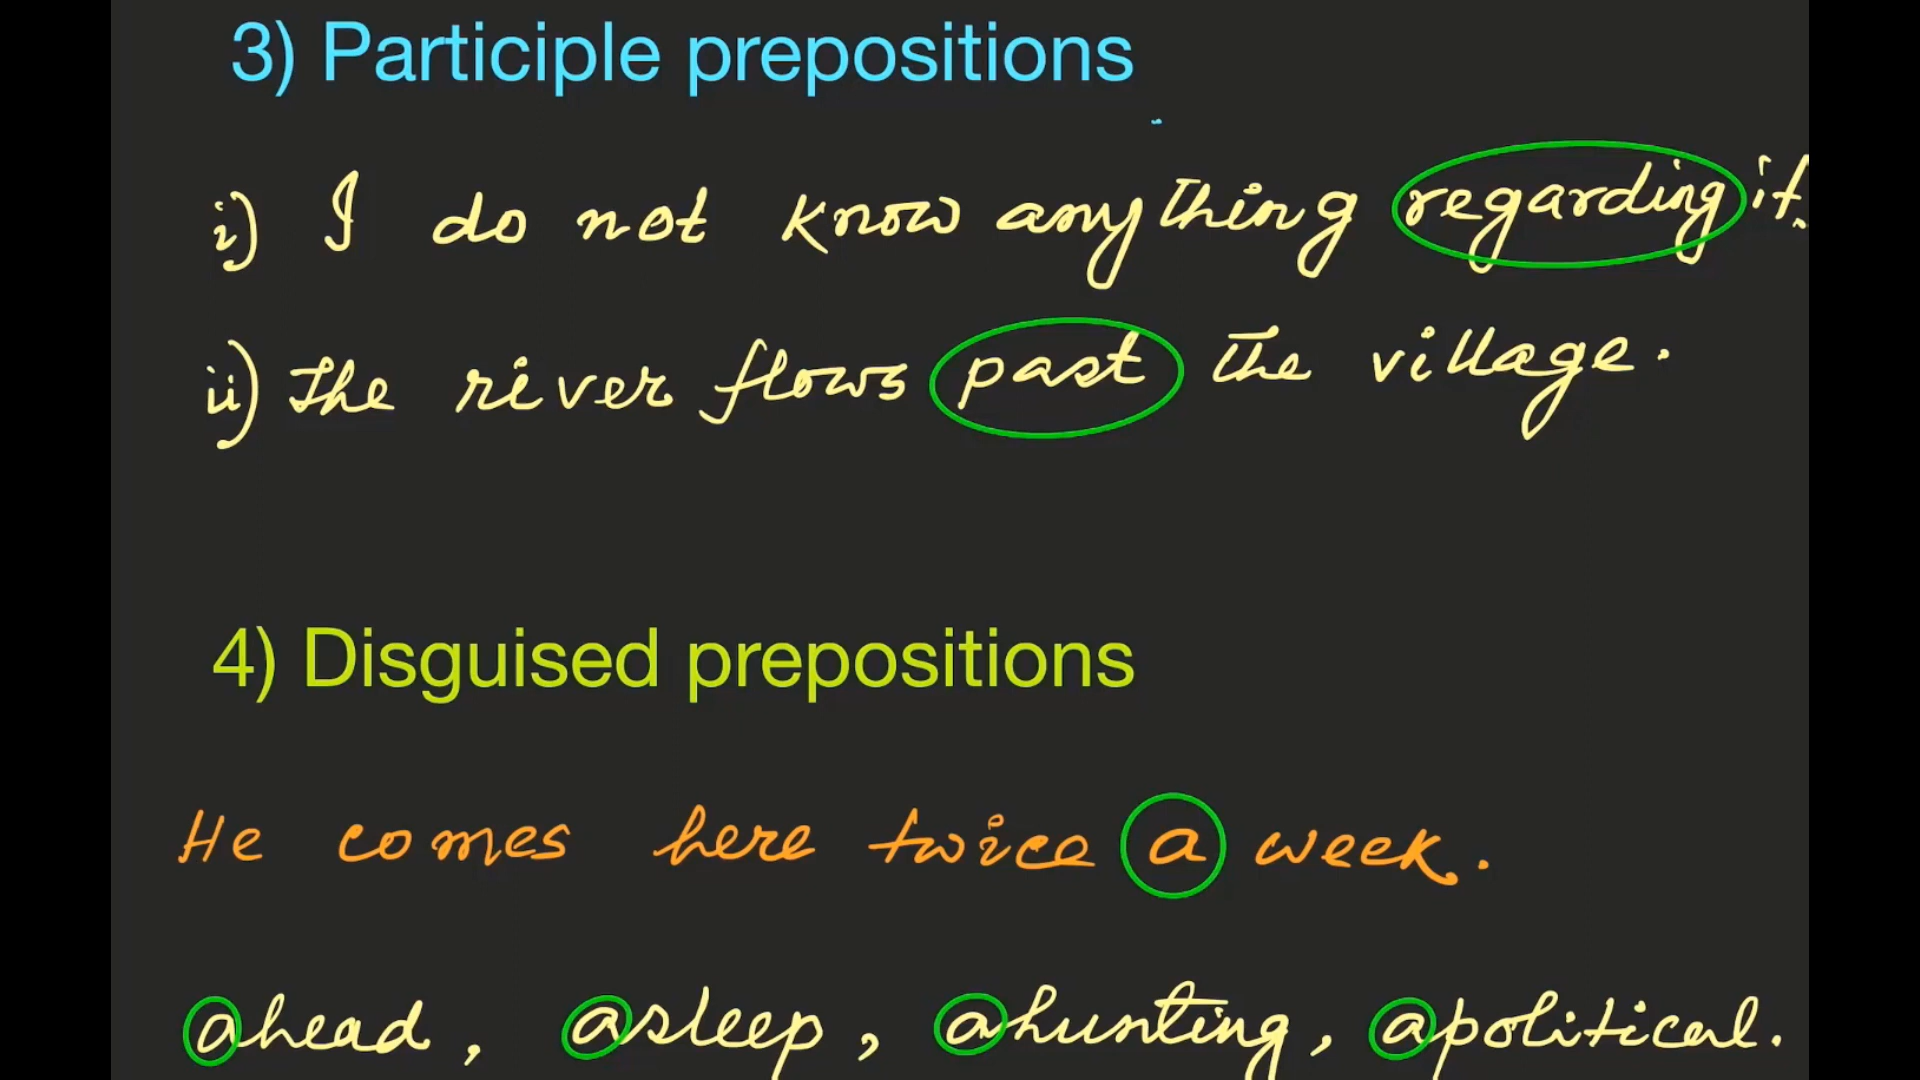 3) Participle prepositions
i) I do not know anything regarding it.
ii) The river flows past the village.
4) Disguised prepositions
He comes here twice a week.
ahead, asleep, ahunting, apolitical.